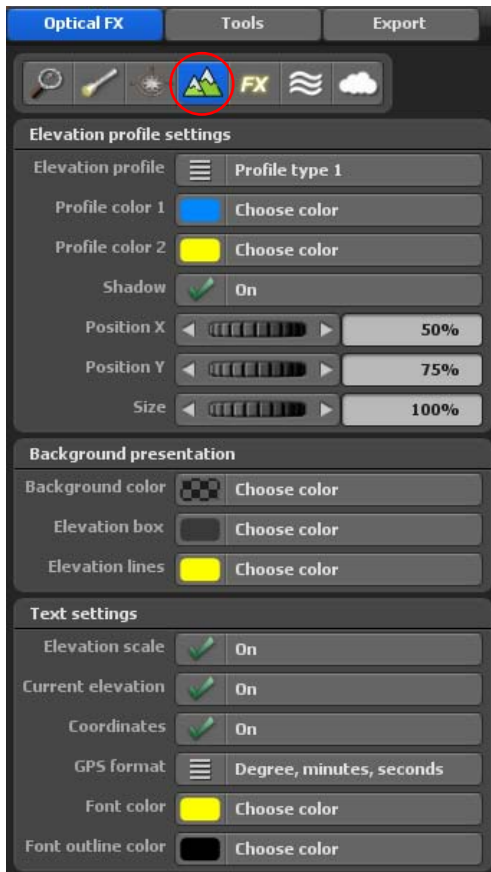 Optical FX Tools Export
FX
Elevation profile settings
Elevation profile Profile type 1
Profile color 1 Choose color
Profile color 2 Choose color
Shadow On
Position X 50%
Position Y 75%
Size 100%
Background presentation
Background color Choose color
Elevation box Choose color
Elevation lines Choose color
Text settings
Elevation scale On
Current elevation On
Coordinates On
GPS format Degree, minutes, seconds
Font color Choose color
Font outline color Choose color